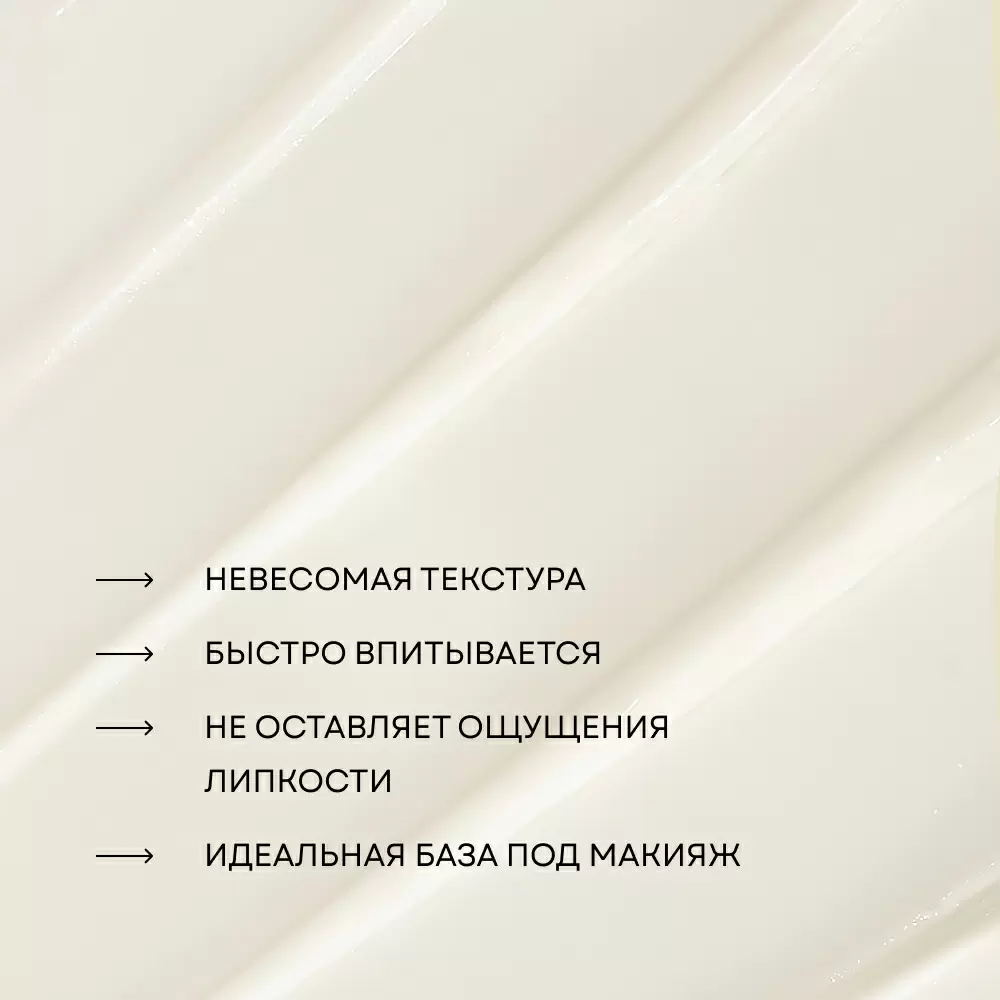 НЕВЕСОМАЯ ТЕКСТУРА
БЫСТРО ВПИТЫВАЕТСЯ
НЕ ОСТАВЛЯЕТ ОЩУЩЕНИЯ
ЛИПКОСТИ
ИДЕАЛЬНАЯ БАЗА ПОД МАКИЯЖ